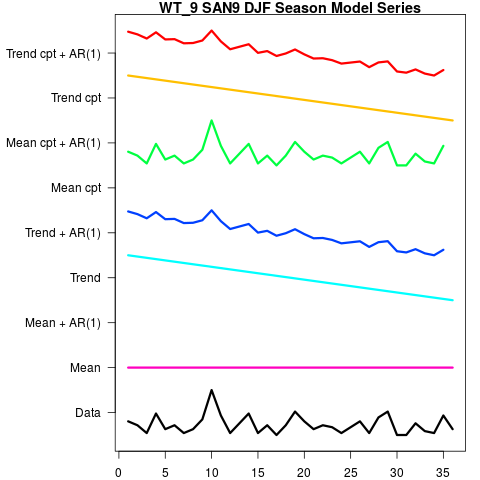 WT_9 SAN9 DJF Season Model Series
Trend cpt + AR(1)
Trend cpt
Mean cpt + AR(1)
Mean cpt
Trend + AR(1)
Trend
Mean + AR(1)
Mean
Data
0 5 10 15 20 25 30 35